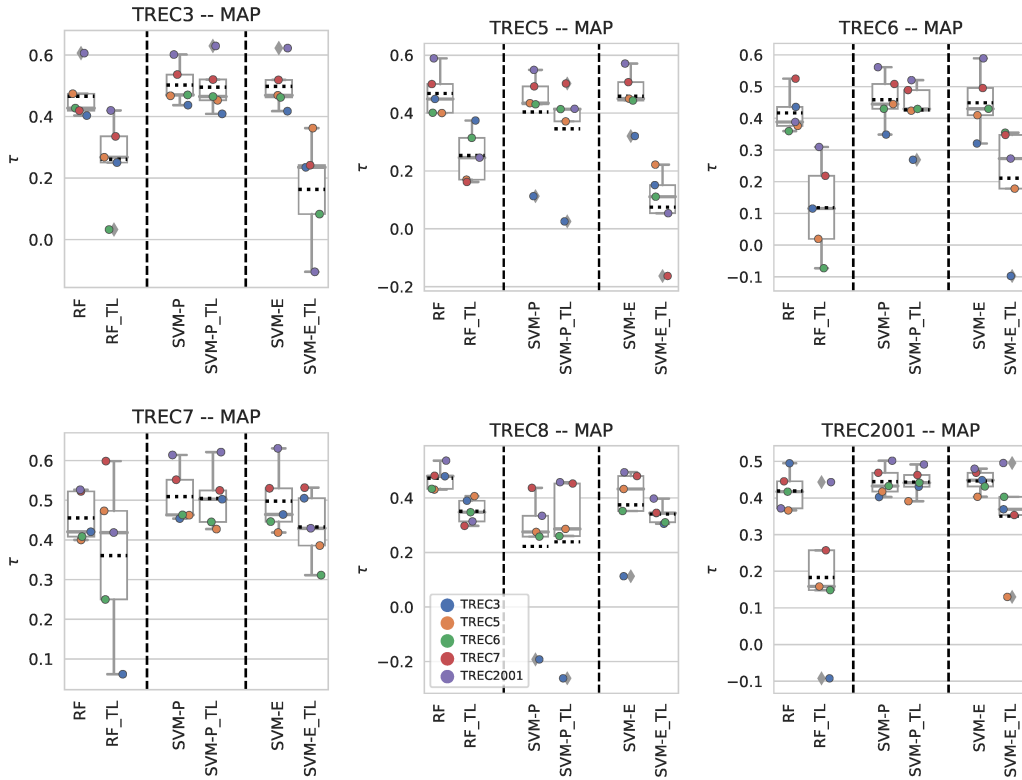 TREC3 -- MAP
τ
0.6
0.4
0.2
0.0
RF
RF_TL
SVM-P
SVM-P_TL
SVM-E
SVM-E_TL
TREC5 -- MAP
τ
0.6
0.4
0.2
0.0
−0.2
RF
RF_TL
SVM-P
SVM-P_TL
SVM-E
SVM-E_TL
TREC6 -- MAP
τ
0.6
0.5
0.4
0.3
0.2
0.1
0.0
−0.1
RF
RF_TL
SVM-P
SVM-P_TL
SVM-E
SVM-E_TL
TREC7 -- MAP
τ
0.6
0.5
0.4
0.3
0.2
0.1
RF
RF_TL
SVM-P
SVM-P_TL
SVM-E
SVM-E_TL
TREC8 -- MAP
τ
0.4
0.2
0.0
−0.2
TREC3
TREC5
TREC6
TREC7
TREC2001
RF
RF_TL
SVM-P
SVM-P_TL
SVM-E
SVM-E_TL
TREC2001 -- MAP
τ
0.5
0.4
0.3
0.2
0.1
0.0
−0.1
RF
RF_TL
SVM-P
SVM-P_TL
SVM-E
SVM-E_TL